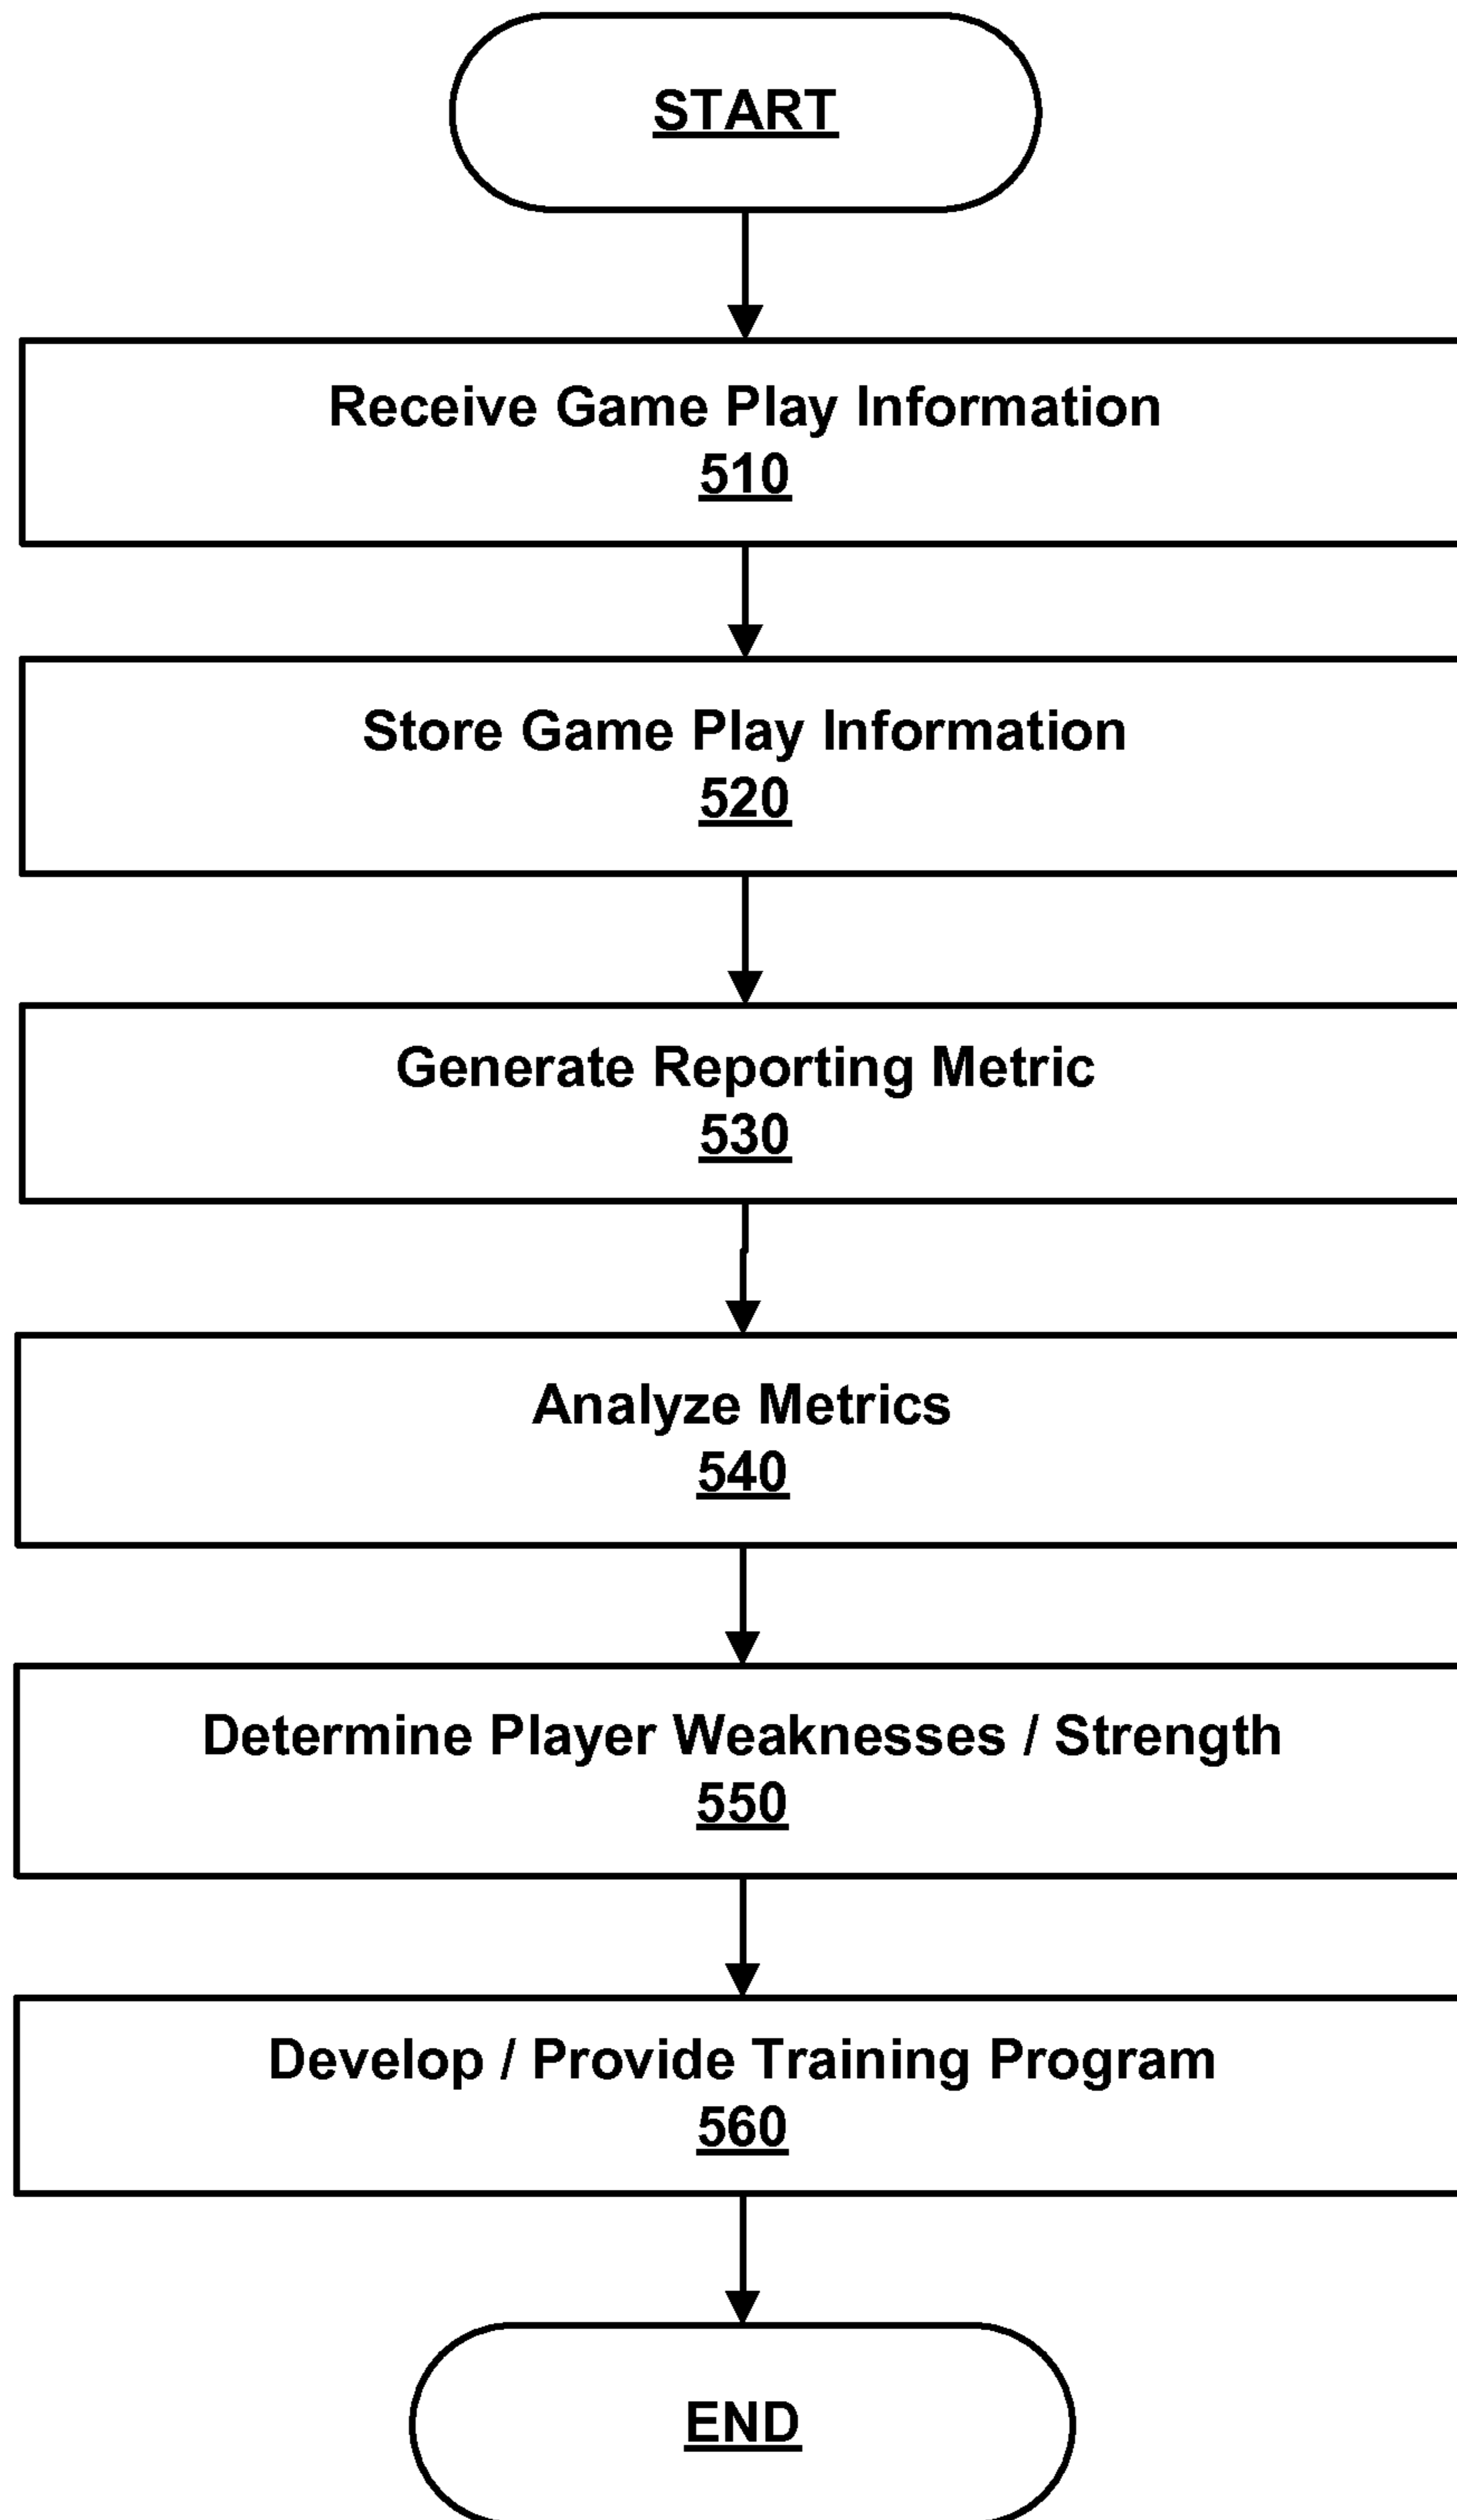 START
Receive Game Play Information
510
Store Game Play Information
520
Generate Reporting Metric
530
Analyze Metrics
540
Determine Player Weaknesses / Strength
550
Develop / Provide Training Program
560
END